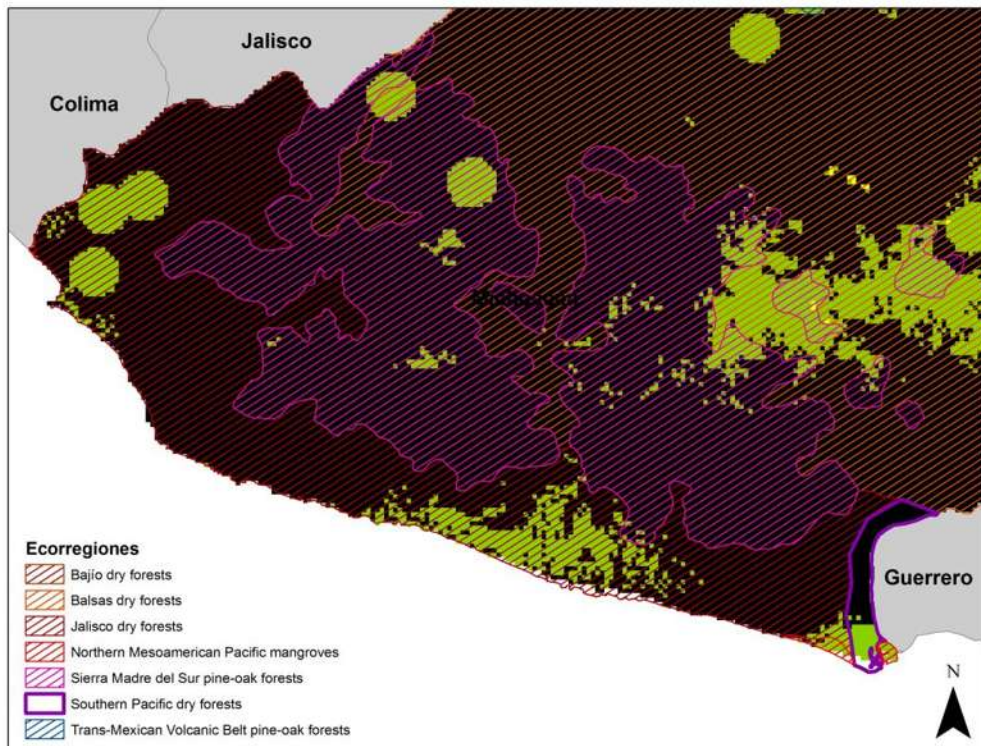 Jalisco
Colima
Guerrero
Ecorregiones
Bajío dry forests
Balsas dry forests
Jalisco dry forests
Northern Mesoamerican Pacific mangroves
Sierra Madre del Sur pine-oak forests
Southern Pacific dry forests
Trans-Mexican Volcanic Belt pine-oak forests
N